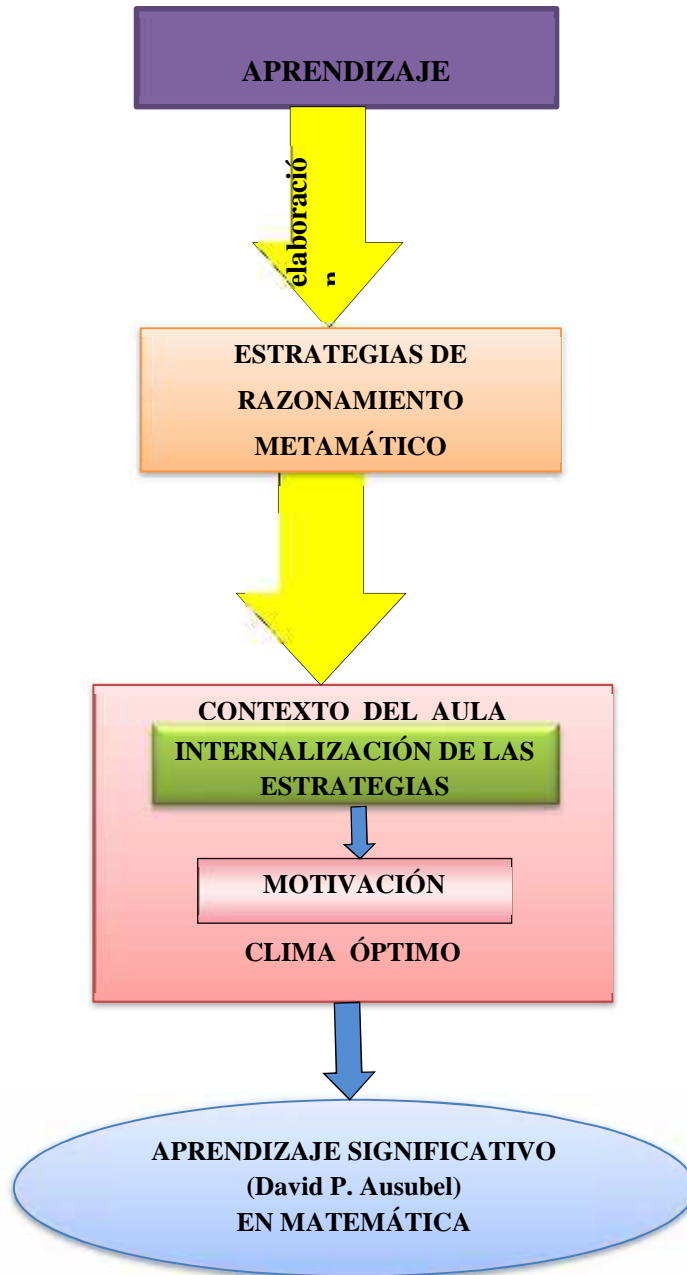 APRENDIZAJE
elaboració
n
ESTRATEGIAS DE
RAZONAMIENTO
METAMÁTICO
CONTEXTO DEL AULA
INTERNALIZACIÓN DE LAS
ESTRATEGIAS
MOTIVACIÓN
CLIMA ÓPTIMO
APRENDIZAJE SIGNIFICATIVO
(David P. Ausubel)
EN MATEMÁTICA